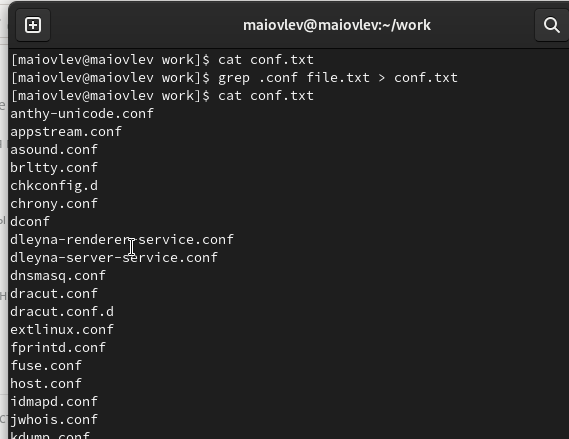 maiovlev@maiovlev:~/work
[maiovlev@maiovlev work]$ cat conf.txt
[maiovlev@maiovlev work]$ grep .conf file.txt > conf.txt
[maiovlev@maiovlev work]$ cat conf.txt
anthy-unicode.conf
appstream.conf
asound.conf
brltty.conf
chkconfig.d
chrony.conf
dconf
dleyna-renderer-service.conf
dleyna-server-service.conf
dnsmasq.conf
dracut.conf
dracut.conf.d
extlinux.conf
fprintd.conf
fuse.conf
host.conf
idmapd.conf
jwhois.conf
kdump.conf